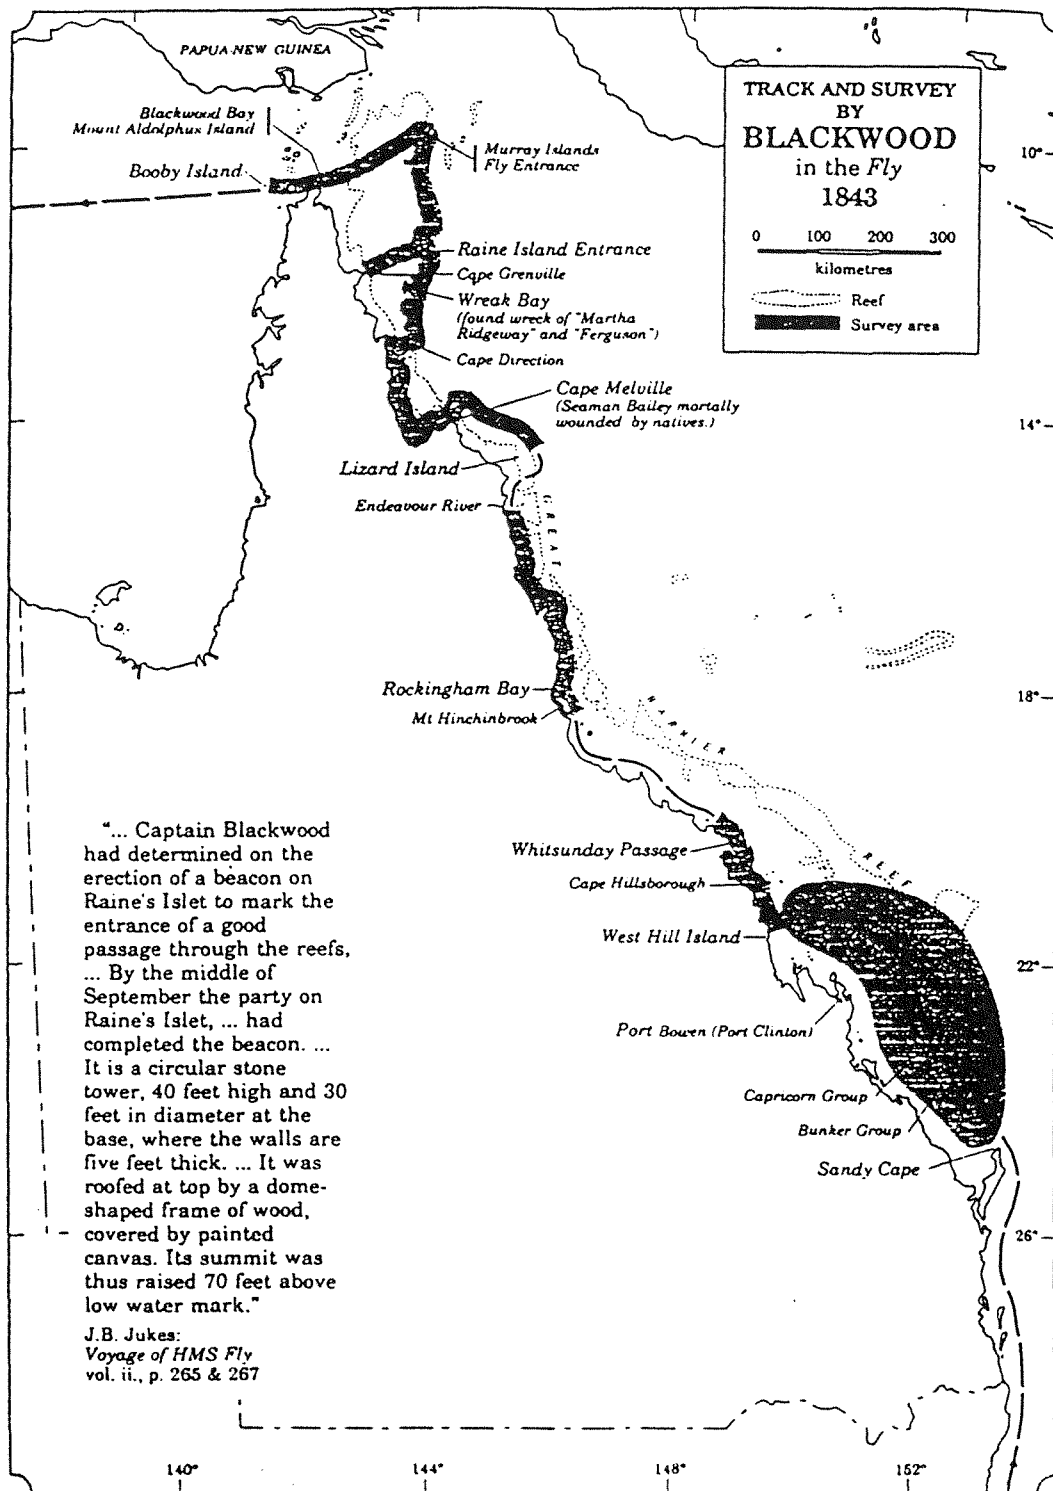 PAPUA NEW GUINEA
TRACK AND SURVEY
BY
BLACKWOOD
in the Fly
1843
0 100 200 300
kilometres
Reef
Survey area
Blackwood Bay
Mount Aldolphus Island
Booby Island
Murray Islands
Fly Entrance
10°
Raine Island Entrance
Cape Grenville
Wreak Bay
(found wreck of "Martha
Ridgeway" and "Ferguson")
Cape Direction
Cape Melville
(Seaman Bailey mortally
wounded by natives.)
14°
Lizard Island
Endeavour River
GREAT
Rockingham Bay
Mt Hinchinbrook
18°
BARRIER
Whitsunday Passage
Cape Hillsborough
REEF
West Hill Island
22°
Port Bowen (Port Clinton)
Capricorn Group
Bunker Group
Sandy Cape
26°
"... Captain Blackwood
had determined on the
erection of a beacon on
Raine's Islet to mark the
entrance of a good
passage through the reefs,
... By the middle of
September the party on
Raine's Islet, ... had
completed the beacon. ...
It is a circular stone
tower, 40 feet high and 30
feet in diameter at the
base, where the walls are
five feet thick. ... It was
roofed at top by a dome-
shaped frame of wood,
covered by painted
canvas. Its summit was
thus raised 70 feet above
low water mark."
J.B. Jukes:
Voyage of HMS Fly
vol. ii., p. 265 & 267
140° 144° 148° 152°